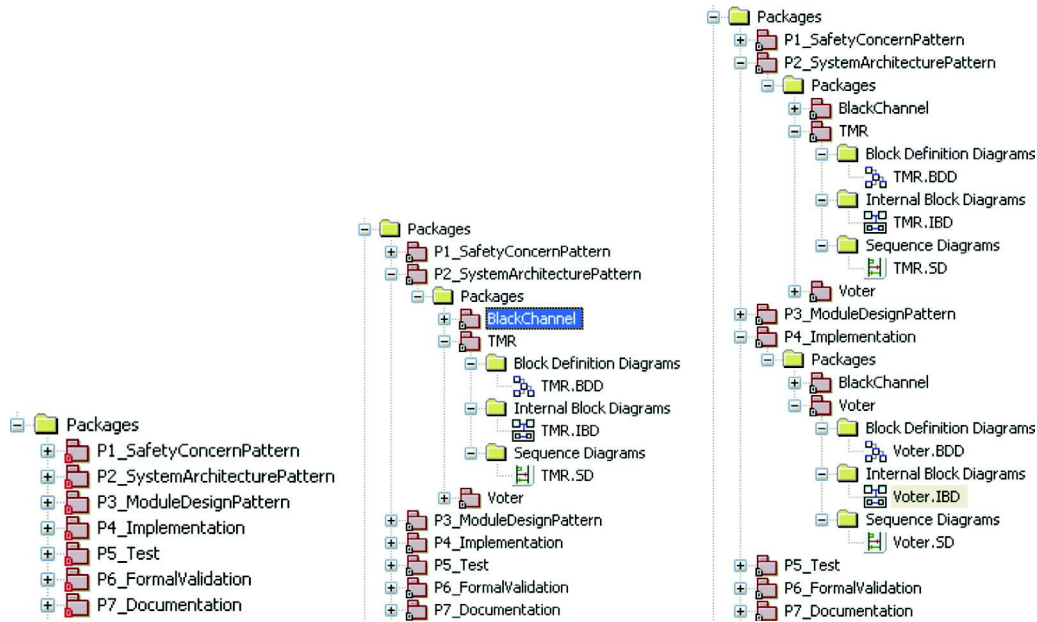 Packages
P1_SafetyConcernPattern
P2_SystemArchitecturePattern
P3_ModuleDesignPattern
P4_Implementation
P5_Test
P6_FormalValidation
P7_Documentation
Packages
P1_SafetyConcernPattern
P2_SystemArchitecturePattern
Packages
BlackChannel
TMR
Block Definition Diagrams
TMR.BDD
Internal Block Diagrams
TMR.IBD
Sequence Diagrams
TMR.SD
Voter
P3_ModuleDesignPattern
P4_Implementation
P5_Test
P6_FormalValidation
P7_Documentation
Packages
P1_SafetyConcernPattern
P2_SystemArchitecturePattern
Packages
BlackChannel
TMR
Block Definition Diagrams
TMR.BDD
Internal Block Diagrams
TMR.IBD
Sequence Diagrams
TMR.SD
Voter
P3_ModuleDesignPattern
P4_Implementation
Packages
BlackChannel
Voter
Block Definition Diagrams
Voter.BDD
Internal Block Diagrams
Voter.IBD
Sequence Diagrams
Voter.SD
P5_Test
P6_FormalValidation
P7_Documentation